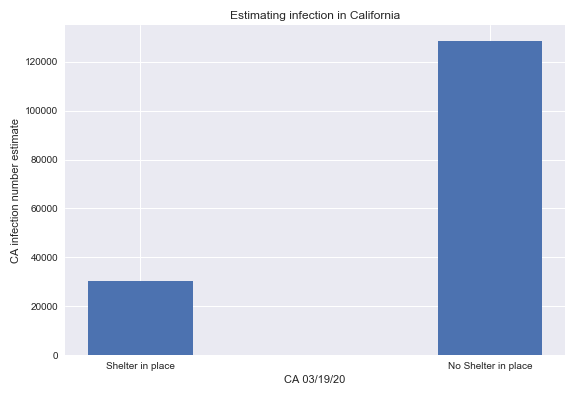 Estimating infection in California
CA infection number estimate
120000
100000
80000
60000
40000
20000
0
Shelter in place
No Shelter in place
CA 03/19/20